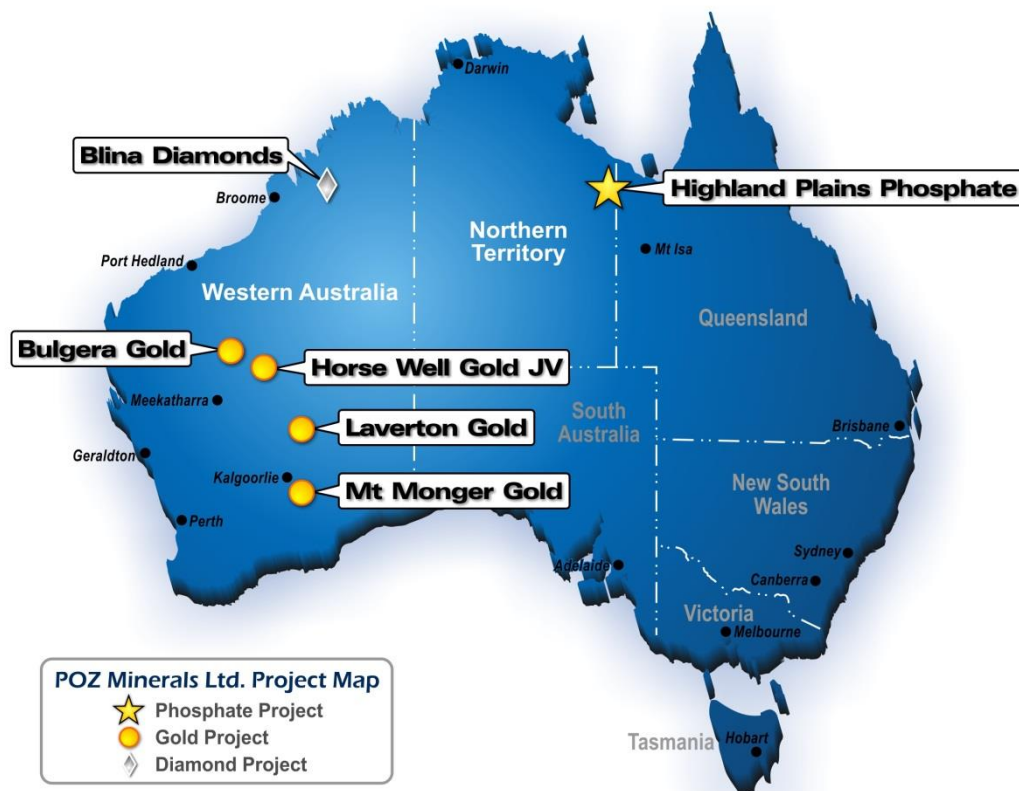 Darwin
Blina Diamonds
Broome
Highland Plains Phosphate
Northern
Territory
Mt Isa
Port Hedland
Western Australia
Queensland
Bulgera Gold
Horse Well Gold JV
Meekatharra
South
Australia
Laverton Gold
Brisbane
Geraldton
Kalgoorlie
Mt Monger Gold
New South
Wales
Perth
Sydney
Adelaide
Canberra
Victoria
Melbourne
POZ Minerals Ltd. Project Map
Phosphate Project
Gold Project
Diamond Project
Tasmania
Hobart